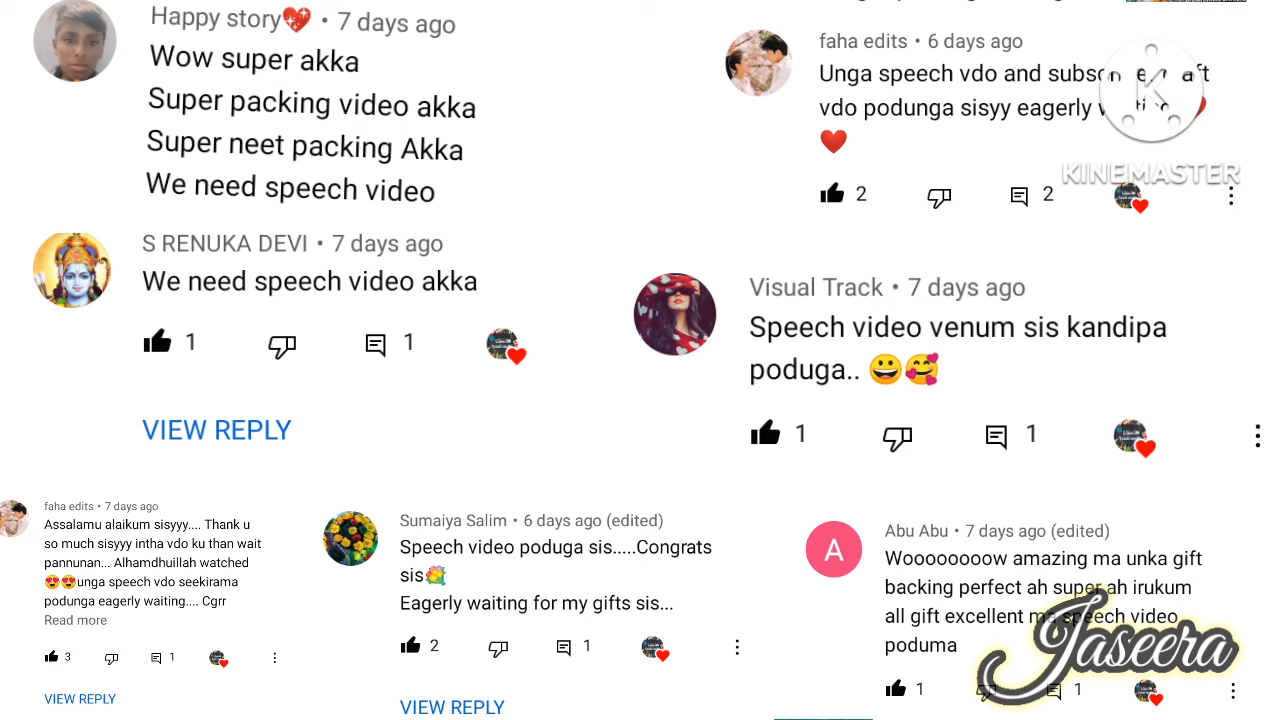 Happy story💖 • 7 days ago
Wow super akka
Super packing video akka
Super neet packing Akka
We need speech video
S RENUKA DEVI • 7 days ago
We need speech video akka
1
1
VIEW REPLY
faha edits • 6 days ago
Unga speech vdo and aft
vdo podunga sisyy eagerly
❤️
2
2
KINEMASTER
Visual Track • 7 days ago
Speech video venum sis kandipa
poduga.. 😀🥰
1
1
faha edits • 7 days ago
Assalamu alaikum sisyyy.... Thank u
so much sisyyy intha vdo ku than wait
pannunan... Alhamdhuillah watched
😍😍unga speech vdo seekirama
podunga eagerly waiting.... Cgrr
Read more
3
1
VIEW REPLY
Sumaiya Salim • 6 days ago (edited)
Speech video poduga sis.....Congrats
sis💐
Eagerly waiting for my gifts sis...
2
1
VIEW REPLY
A
Abu Abu • 7 days ago (edited)
Woooooooow amazing ma unka gift
backing perfect ah super ah irukum
all gift excellent ma speech video
poduma
1
1
Jaseera